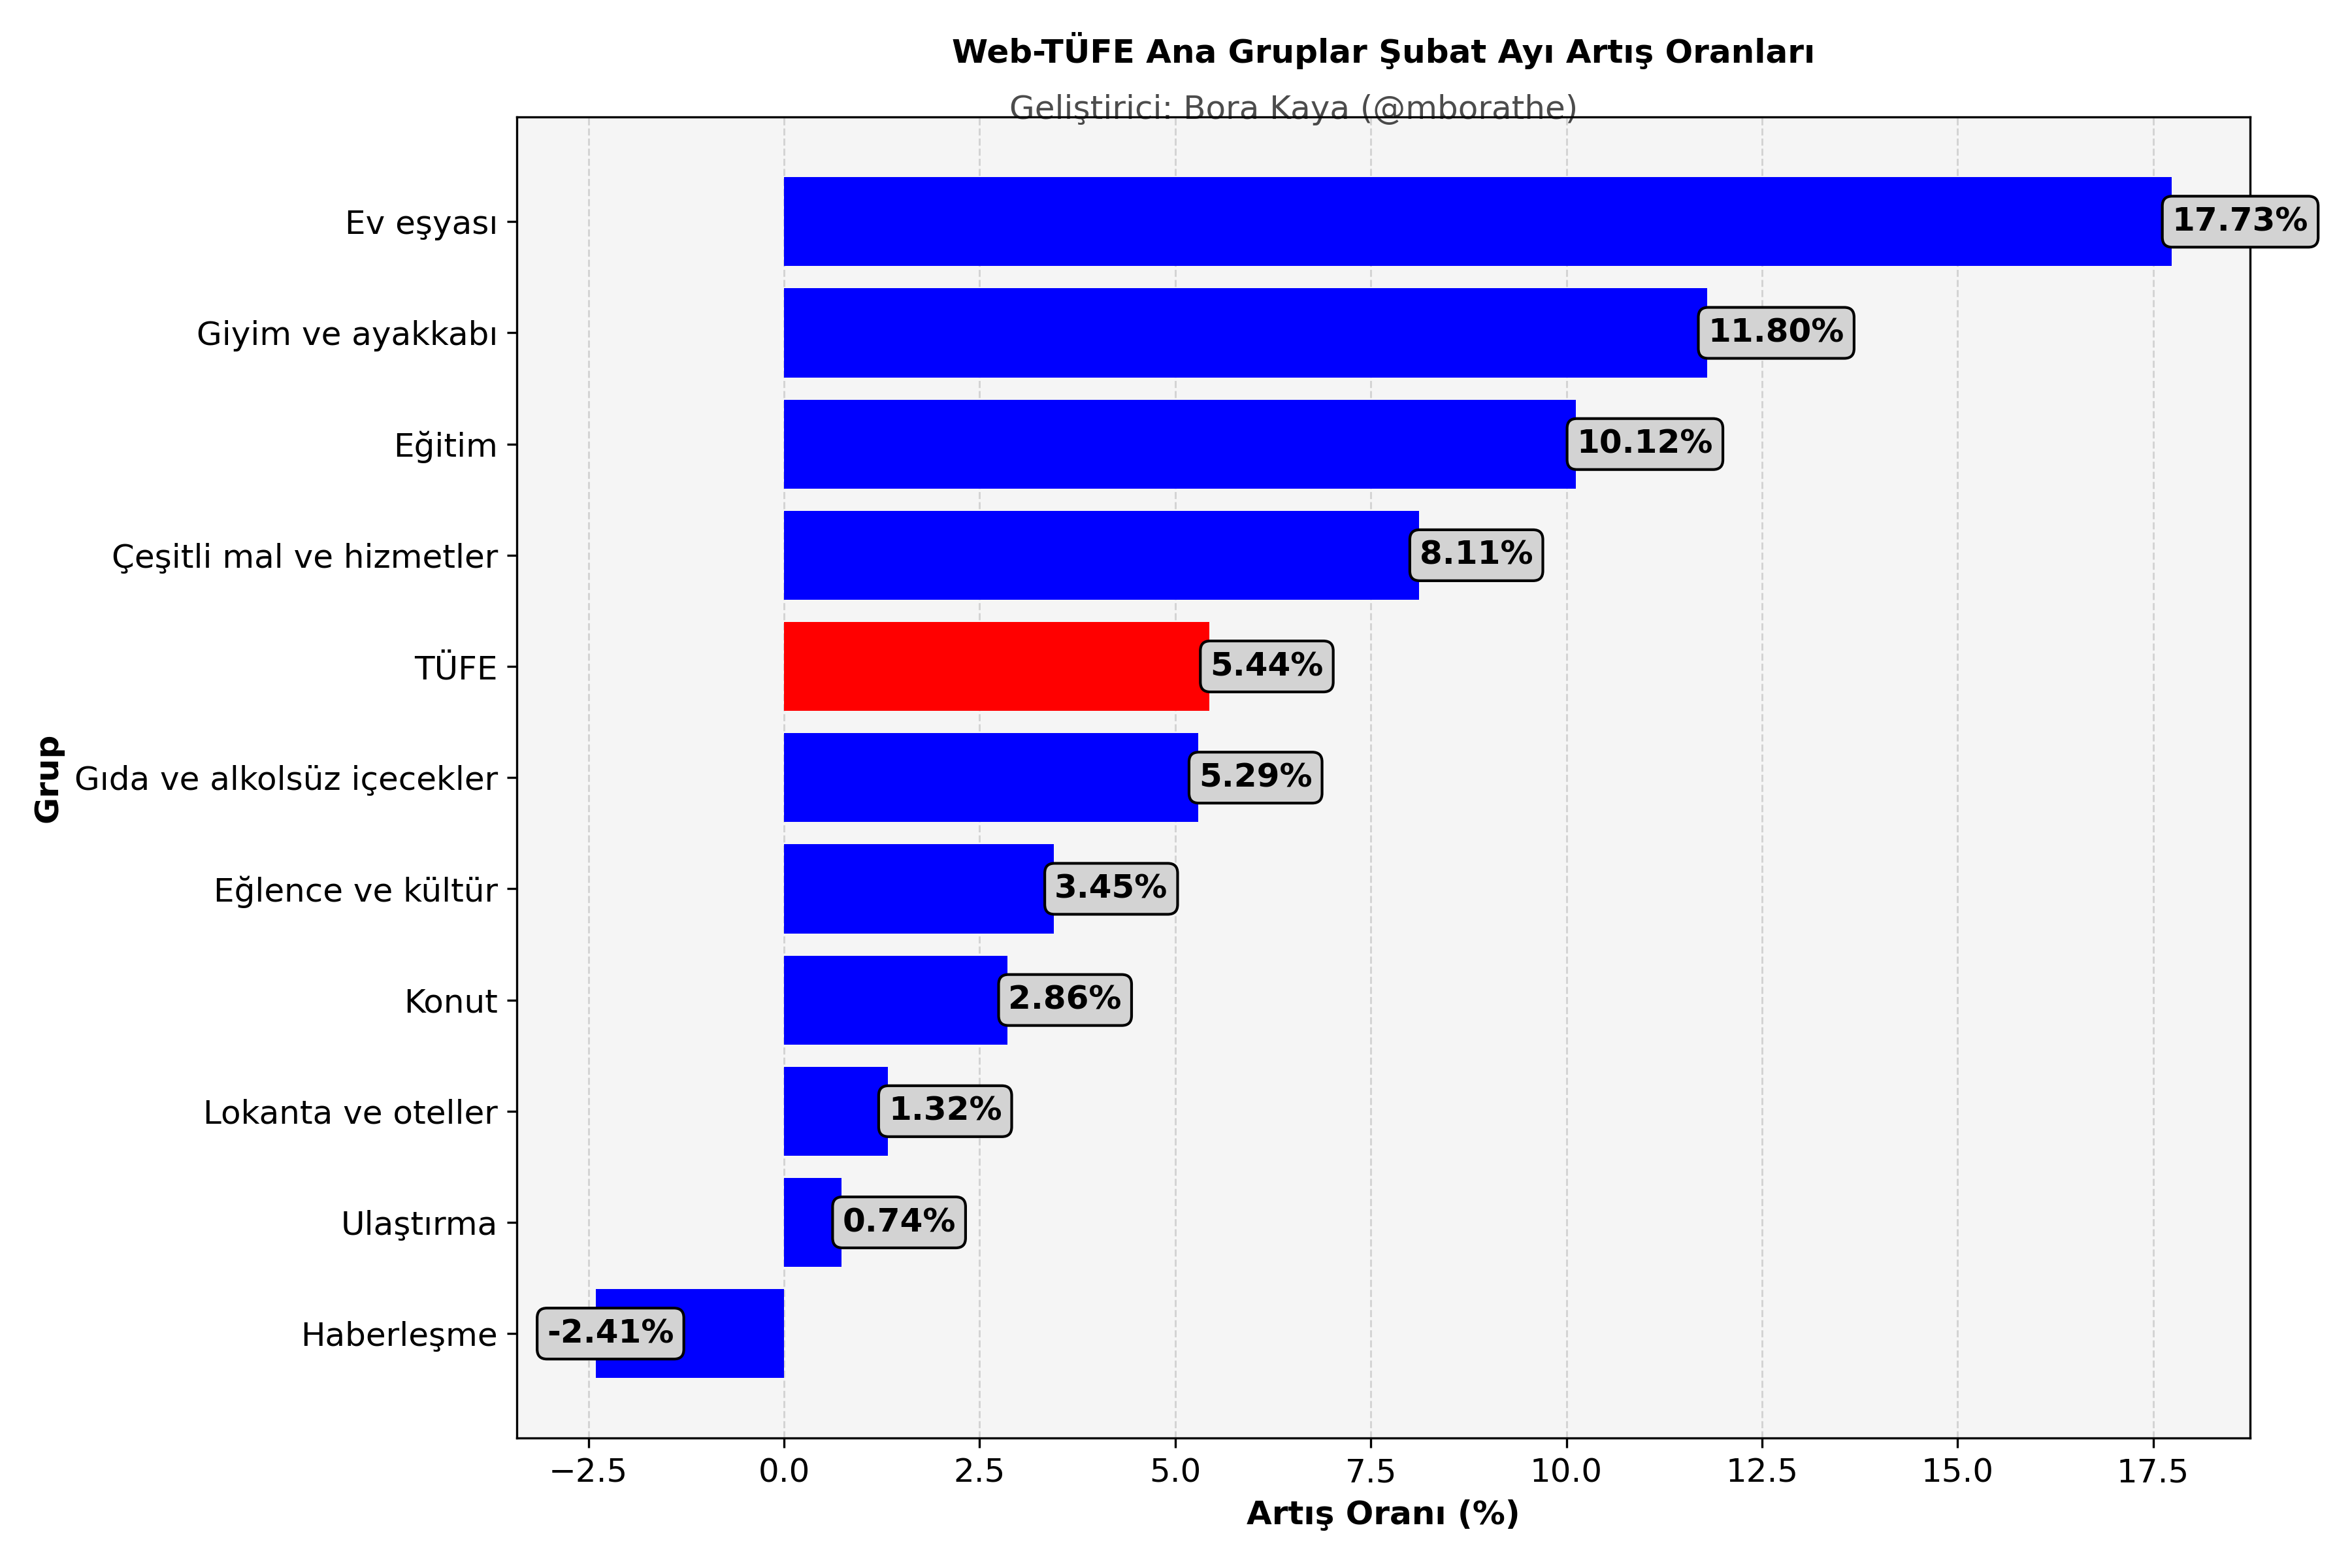 Web-TÜFE Ana Gruplar Şubat Ayı Artış Oranları
Geliştirici: Bora Kaya (@mborathe)
Grup
Ev eşyası 17.73%
Giyim ve ayakkabı 11.80%
Eğitim 10.12%
Çeşitli mal ve hizmetler 8.11%
TÜFE 5.44%
Gıda ve alkolsüz içecekler 5.29%
Eğlence ve kültür 3.45%
Konut 2.86%
Lokanta ve oteller 1.32%
Ulaştırma 0.74%
Haberleşme -2.41%
−2.5 0.0 2.5 5.0 7.5 10.0 12.5 15.0 17.5
Artış Oranı (%)